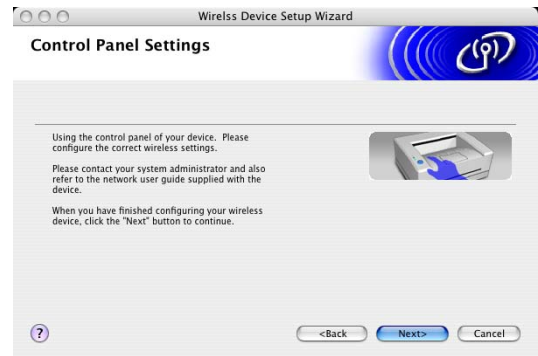 Wirelss Device Setup Wizard
Control Panel Settings
Using the control panel of your device. Please
configure the correct wireless settings.
Please contact your system administrator and also
refer to the network user guide supplied with the
device.
When you have finished configuring your wireless
device, click the "Next" button to continue.
?
<Back
Next>
Cancel